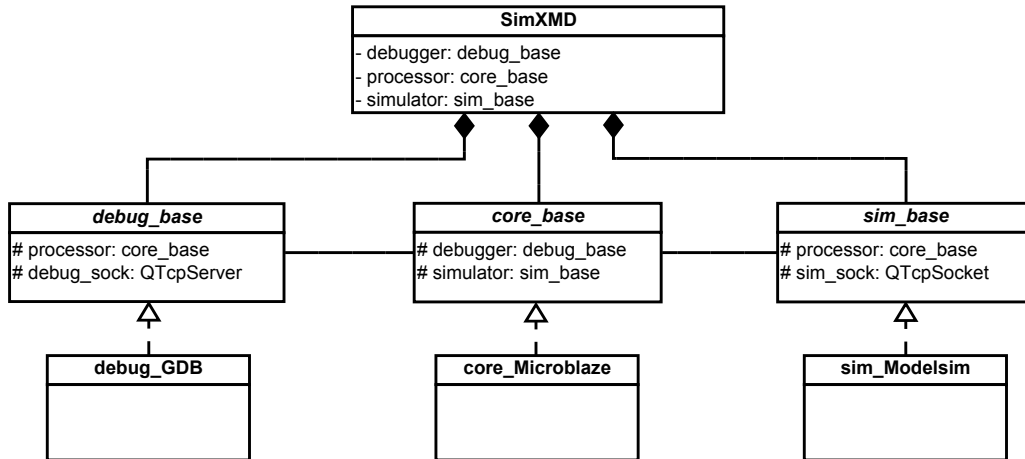 SimXMD
- debugger: debug_base
- processor: core_base
- simulator: sim_base
debug_base
# processor: core_base
# debug_sock: QTcpServer
core_base
# debugger: debug_base
# simulator: sim_base
sim_base
# processor: core_base
# sim_sock: QTcpSocket
debug_GDB
core_Microblaze
sim_Modelsim